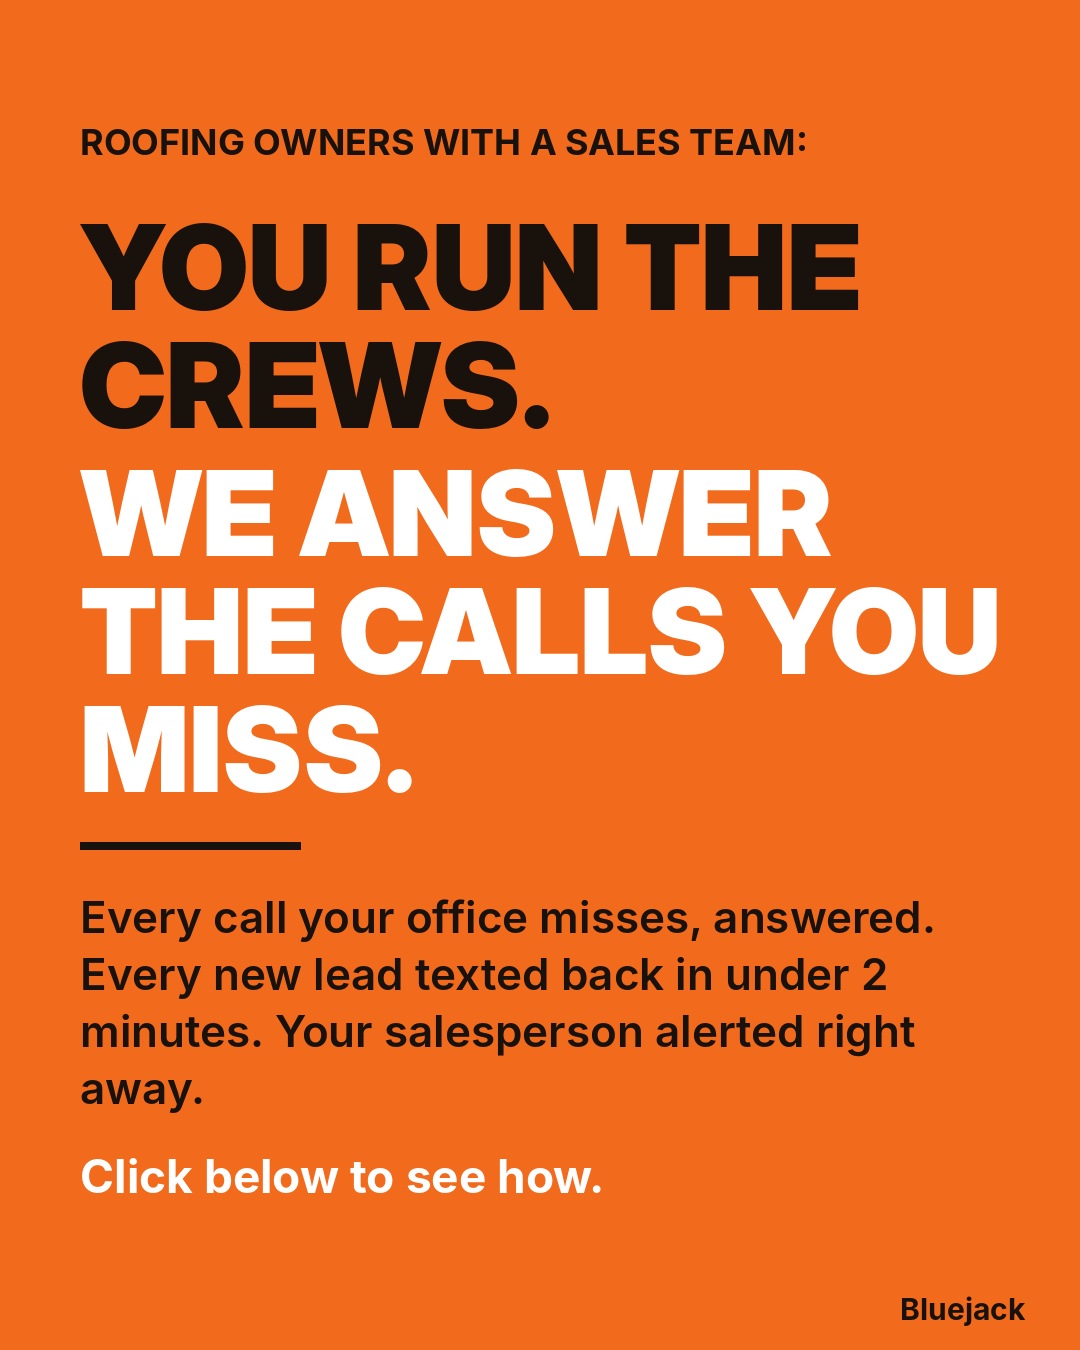 ROOFING OWNERS WITH A SALES TEAM:
YOU RUN THE
CREWS.
WE ANSWER
THE CALLS YOU
MISS.
Every call your office misses, answered.
Every new lead texted back in under 2
minutes. Your salesperson alerted right
away.
Click below to see how.
Bluejack